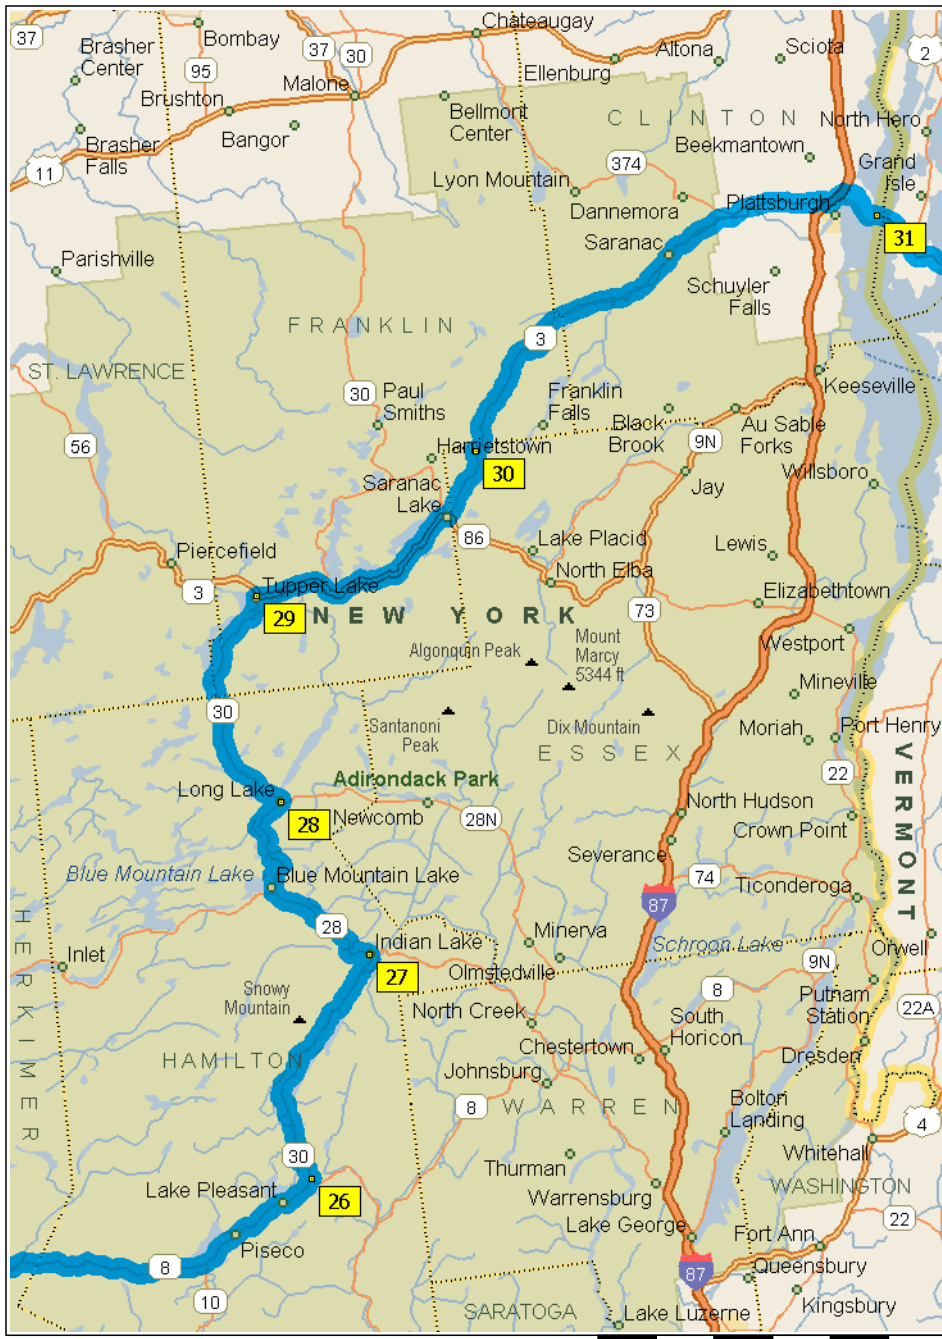 Chateaugay
37
Bombay
37
30
Altona
Sciota
2
Brasher
Center
95
Malone
Ellenburg
Brushton
Bellmont
Center
CLINTON
North Hero
Brasher
Falls
Bangor
Beekmantown
11
374
Grand
Isle
Lyon Mountain
Dannemora
Plattsburgh
Saranac
31
Parishville
Schuyler
Falls
FRANKLIN
3
ST. LAWRENCE
30
Paul
Smiths
Franklin
Falls
Keeseville
56
Black
Brook
9N
Au Sable
Forks
Harrietstown
30
Saranac
Lake
Jay
Willsboro
86
Lake Placid
Lewis
Piercefield
3
Tupper Lake
North Elba
Elizabethtown
29
NEW YORK
73
Westport
Algonquin Peak
Mount
Marcy
5344 ft
Mineville
30
Santanoni
Peak
Dix Mountain
Moriah
Port Henry
ESSEX
VERMONT
Adirondack Park
22
Long Lake
28
Newcomb
28N
North Hudson
Crown Point
Severance
Blue Mountain Lake
Blue Mountain Lake
74
Ticonderoga
87
HERKIMER
28
Indian Lake
Minerva
Schroon Lake
Orwell
Inlet
27
Olmstedville
9N
Snowy
Mountain
North Creek
8
Putnam
Station
22A
South
Horicon
HAMILTON
Chestertown
Dresden
Johnsburg
8
WARREN
Bolton
Landing
4
30
Thurman
Whitehall
Lake Pleasant
26
Warrensburg
WASHINGTON
Lake George
22
Piseco
Fort Ann
8
87
Queensbury
10
SARATOGA
Lake Luzerne
Kingsbury